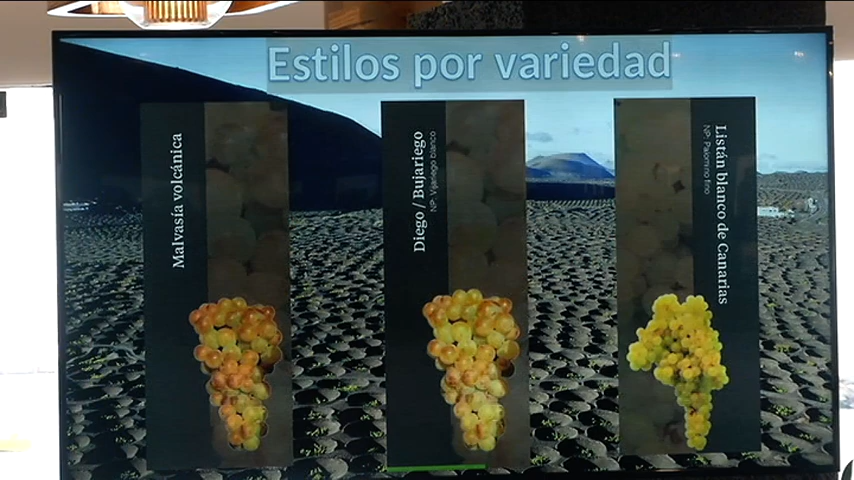 Estilos por variedad
Malvasía volcánica
Diego / Bujariego
NP: Vijariego blanco
Listán blanco de Canarias
NP: Palomino fino